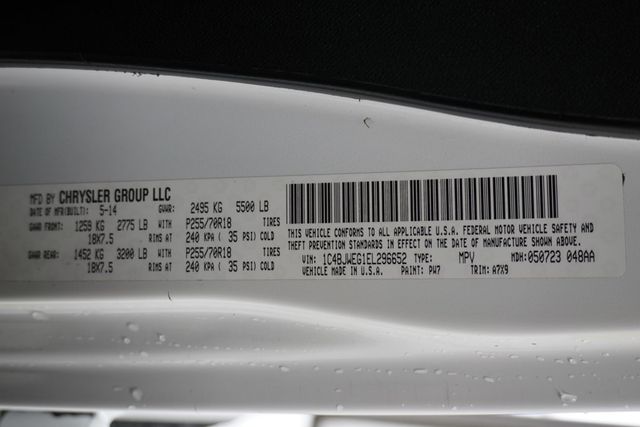 MFD BY CHRYSLER GROUP LLC
DATE OF MFR(BUILT): 5-14 GVWR: 2495 KG 5500 LB
GAWR FRONT: 1259 KG 2775 LB P255/70R18 TIRES
18X7.5 RIMS AT 240 KPA ( 35 PSI) COLD
GAWR REAR: 1452 KG 3200 LB P255/70R18 TIRES
18X7.5 RIMS AT 240 KPA ( 35 PSI) COLD
THIS VEHICLE CONFORMS TO ALL APPLICABLE U.S.A. FEDERAL MOTOR VEHICLE SAFETY AND
THEFT PREVENTION STANDARDS IN EFFECT ON THE DATE OF MANUFACTURE SHOWN ABOVE.
VIN: 1C4BJWEG1EL296652 TYPE: MPV MDH: 050723 048AA
VEHICLE MADE IN U.S.A. PAINT: PW7 TRIM: A7X9